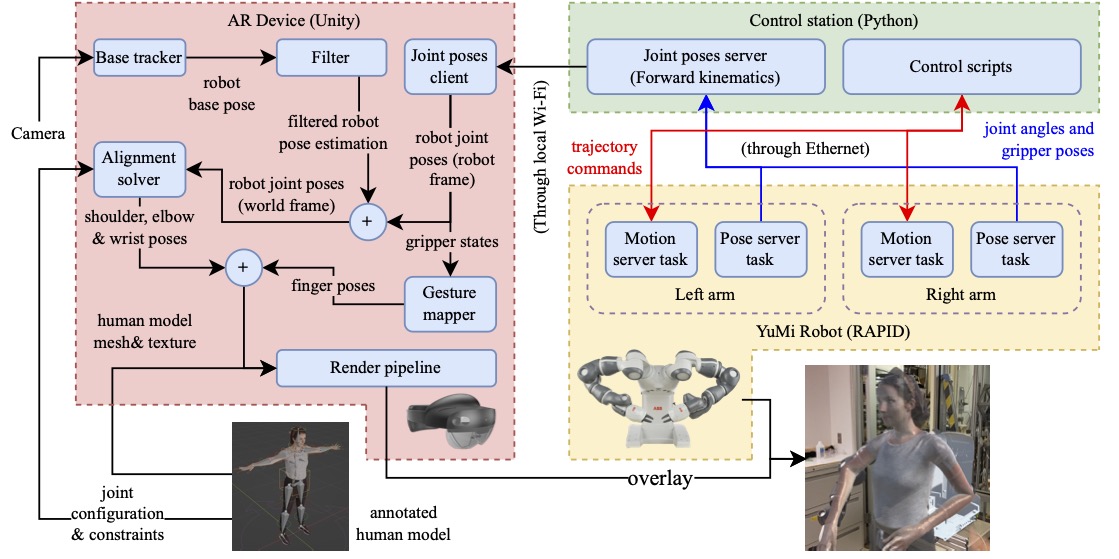 AR Device (Unity)
Base tracker
Filter
Joint poses
client
robot
base pose
Camera
filtered robot
pose estimation
robot joint
poses (robot
frame)
Alignment
solver
robot joint poses
(world frame)
+
shoulder, elbow
& wrist poses
gripper states
+
finger poses
Gesture
mapper
human model
mesh& texture
Render pipeline
joint
configuration
& constraints
annotated
human model
(Through local Wi-Fi)
Control station (Python)
Joint poses server
(Forward kinematics)
Control scripts
trajectory
commands
(through Ethernet)
joint angles and
gripper poses
Motion
server task
Pose server
task
Left arm
Motion
server task
Pose server
task
Right arm
YuMi Robot (RAPID)
ABB
overlay